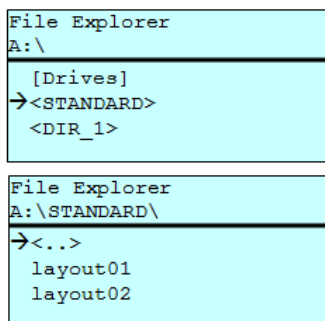 File Explorer
A:\
[Drives]
→<STANDARD>
<DIR_1>
File Explorer
A:\STANDARD\
→<..>
layout01
layout02